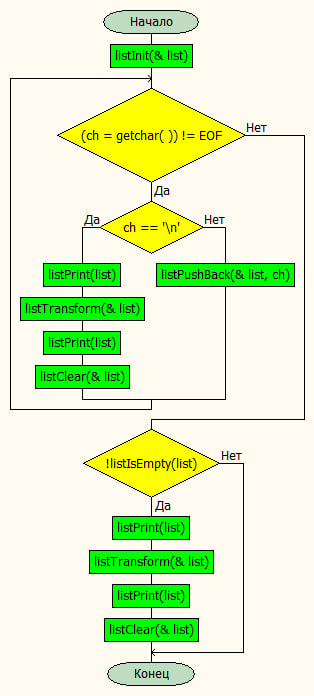 Начало
listInit(& list)
(ch = getchar( )) != EOF
Нет
Да
Да
ch == '\n'
Нет
listPrint(list)
listPushBack(& list, ch)
listTransform(& list)
listPrint(list)
listClear(& list)
!listIsEmpty(list)
Нет
Да
listPrint(list)
listTransform(& list)
listPrint(list)
listClear(& list)
Конец